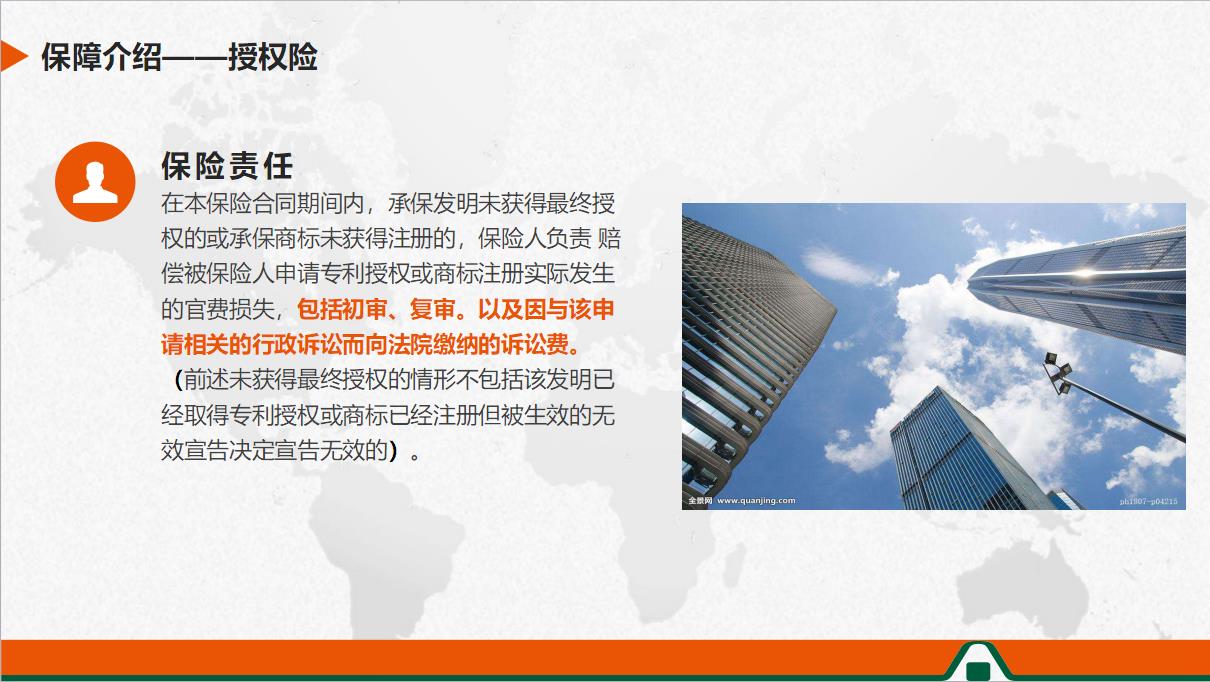 保障介绍——授权险
保险责任
在本保险合同期间内，承保发明未获得最终授
权的或承保商标未获得注册的，保险人负责 赔
偿被保险人申请专利授权或商标注册实际发生
的官费损失，包括初审、复审。以及因与该申
请相关的行政诉讼而向法院缴纳的诉讼费。
（前述未获得最终授权的情形不包括该发明已
经取得专利授权或商标已经注册但被生效的无
效宣告决定宣告无效的）。
全景网 www.quanjing.com
ph1907-p04215